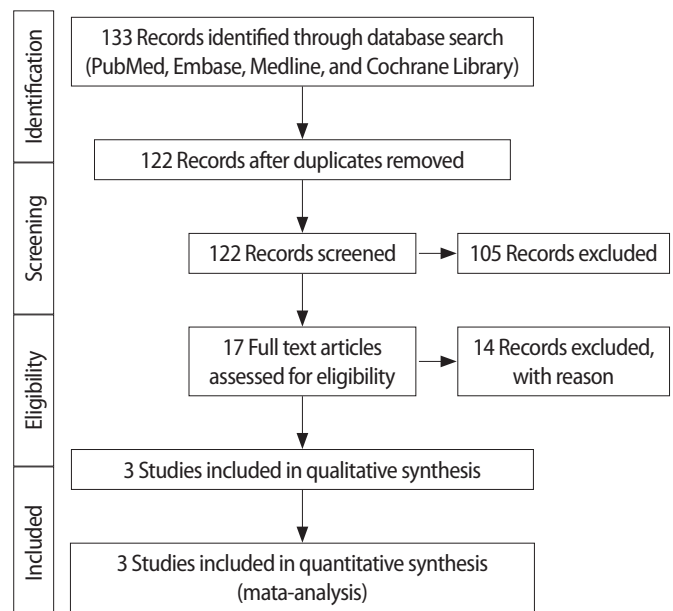 Identification
133 Records identified through database search
(PubMed, Embase, Medline, and Cochrane Library)
122 Records after duplicates removed
Screening
122 Records screened
105 Records excluded
Eligibility
17 Full text articles
assessed for eligibility
14 Records excluded,
with reason
3 Studies included in qualitative synthesis
Included
3 Studies included in quantitative synthesis
(mata-analysis)